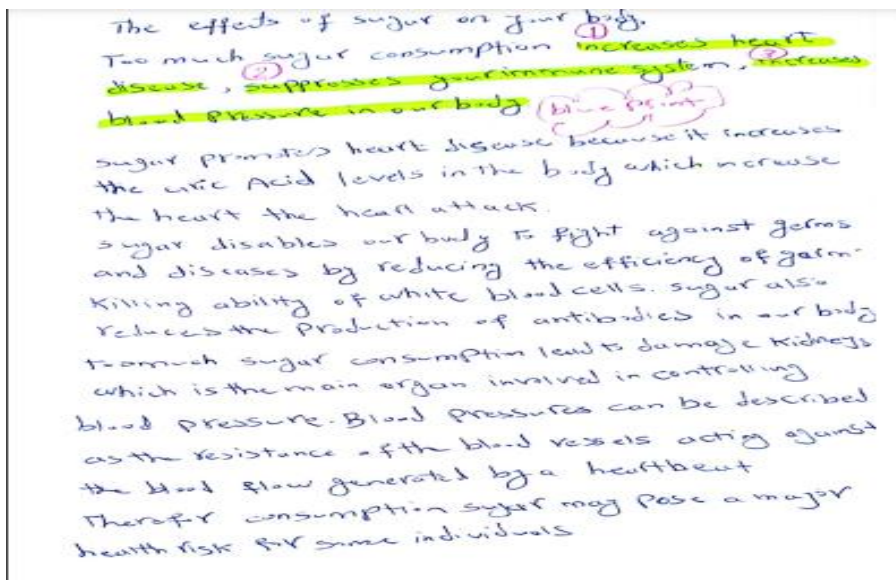 The effects of sugar on your body.
Too much sugar consumption ① increases heart
disease, ② suppresses your immune system, ③ increases
blood pressure in our body (blue print)
sugar promotes heart disease because it increases
the uric Acid levels in the body which ncrease
the heart the heart attack.
sugar disables our body to fight against germs
and diseases by reducing the efficiency of germ-
killing ability of white blood cells. sugar also
reduces the production of antibodies in our body
toomuch sugar consumption lead to damage kidneys
which is the main organ involved in controlling
blood pressure. Blood pressures can be described
as the resistance of th blood vessels actig against
the blood flow generated by a heartbeat
Therefor consumption sugar may pose a major
health risk for some individuals